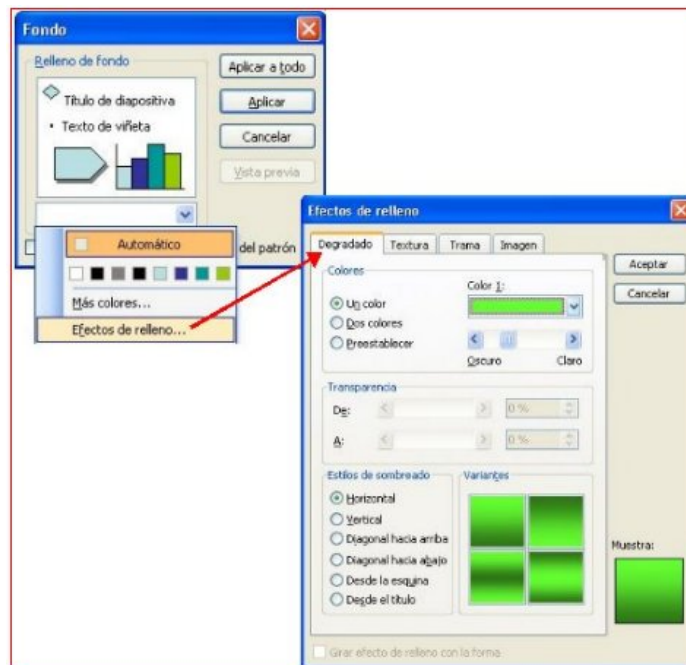 Fondo
Relleno de fondo
Título de diapositiva
• Texto de viñeta
Aplicar a todo
Aplicar
Cancelar
Vista previa
Automático
del patrón
Más colores...
Efectos de relleno...
Efectos de relleno
Degradado
Textura
Trama
Imagen
Aceptar
Cancelar
Colores
Un color
Dos colores
Preestablecer
Color 1:
Oscuro
Claro
Transparencia
De:
0 %
A:
0 %
Estilos de sombreado
Horizontal
Vertical
Diagonal hacia arriba
Diagonal hacia abajo
Desde la esquina
Desde el título
Variantes
Muestra:
Girar efecto de relleno con la forma